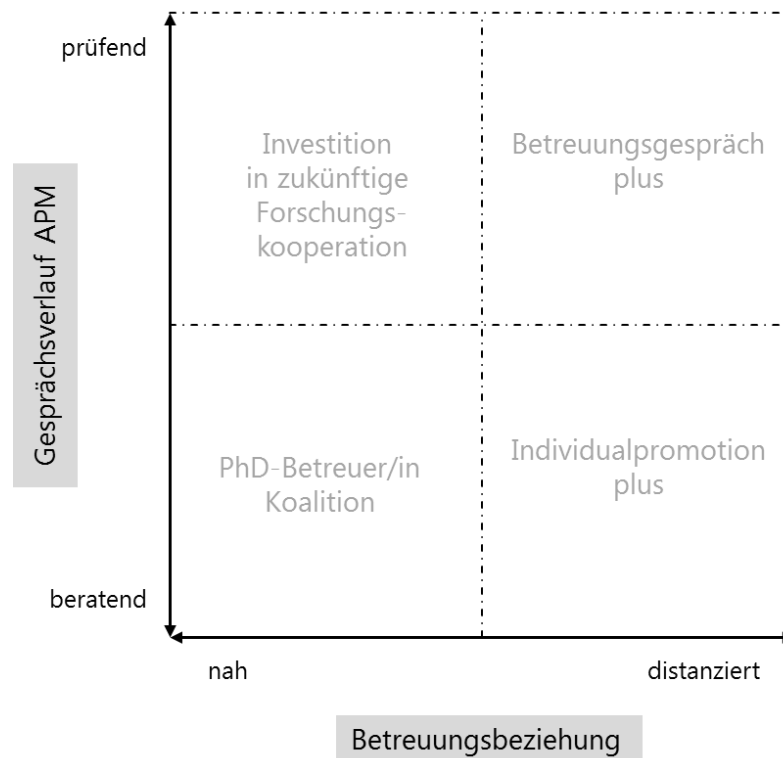 prüfend
Investition
in zukünftige
Forschungs-
kooperation
Betreuungsgespräch
plus
Gesprächsverlauf APM
PhD-Betreuer/in
Koalition
Individualpromotion
plus
beratend
nah
distanziert
Betreuungsbeziehung